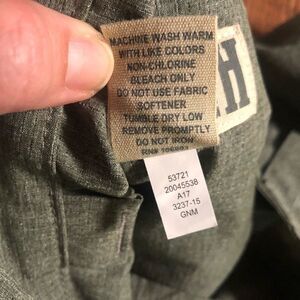 MACHINE WASH WARM
WITH LIKE COLORS
NON-CHLORINE
BLEACH ONLY
DO NOT USE FABRIC
SOFTENER
TUMBLE DRY LOW
REMOVE PROMPTLY
DO NOT IRON
RN#
53721
20045538
A17
3237-15
GNM